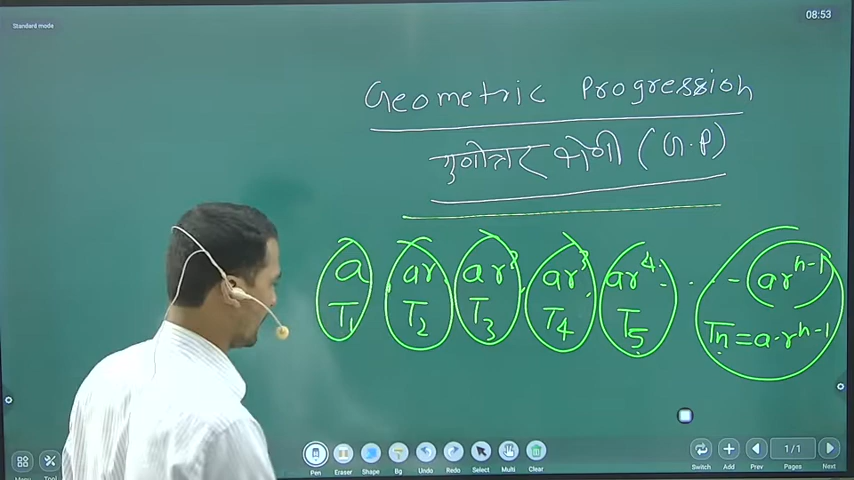 Standard mode
08:53
Geometric Progression
गुणोत्तर श्रेणी (G.P)
a ar ar² ar³ ar⁴ . . - ar^n-1
T₁ T₂ T₃ T₄ T₅ Tn = a·r^n-1
Menu Tool Pen Eraser Shape Bg Undo Redo Select Multi Clear Switch Add Prev 1/1 Pages Next